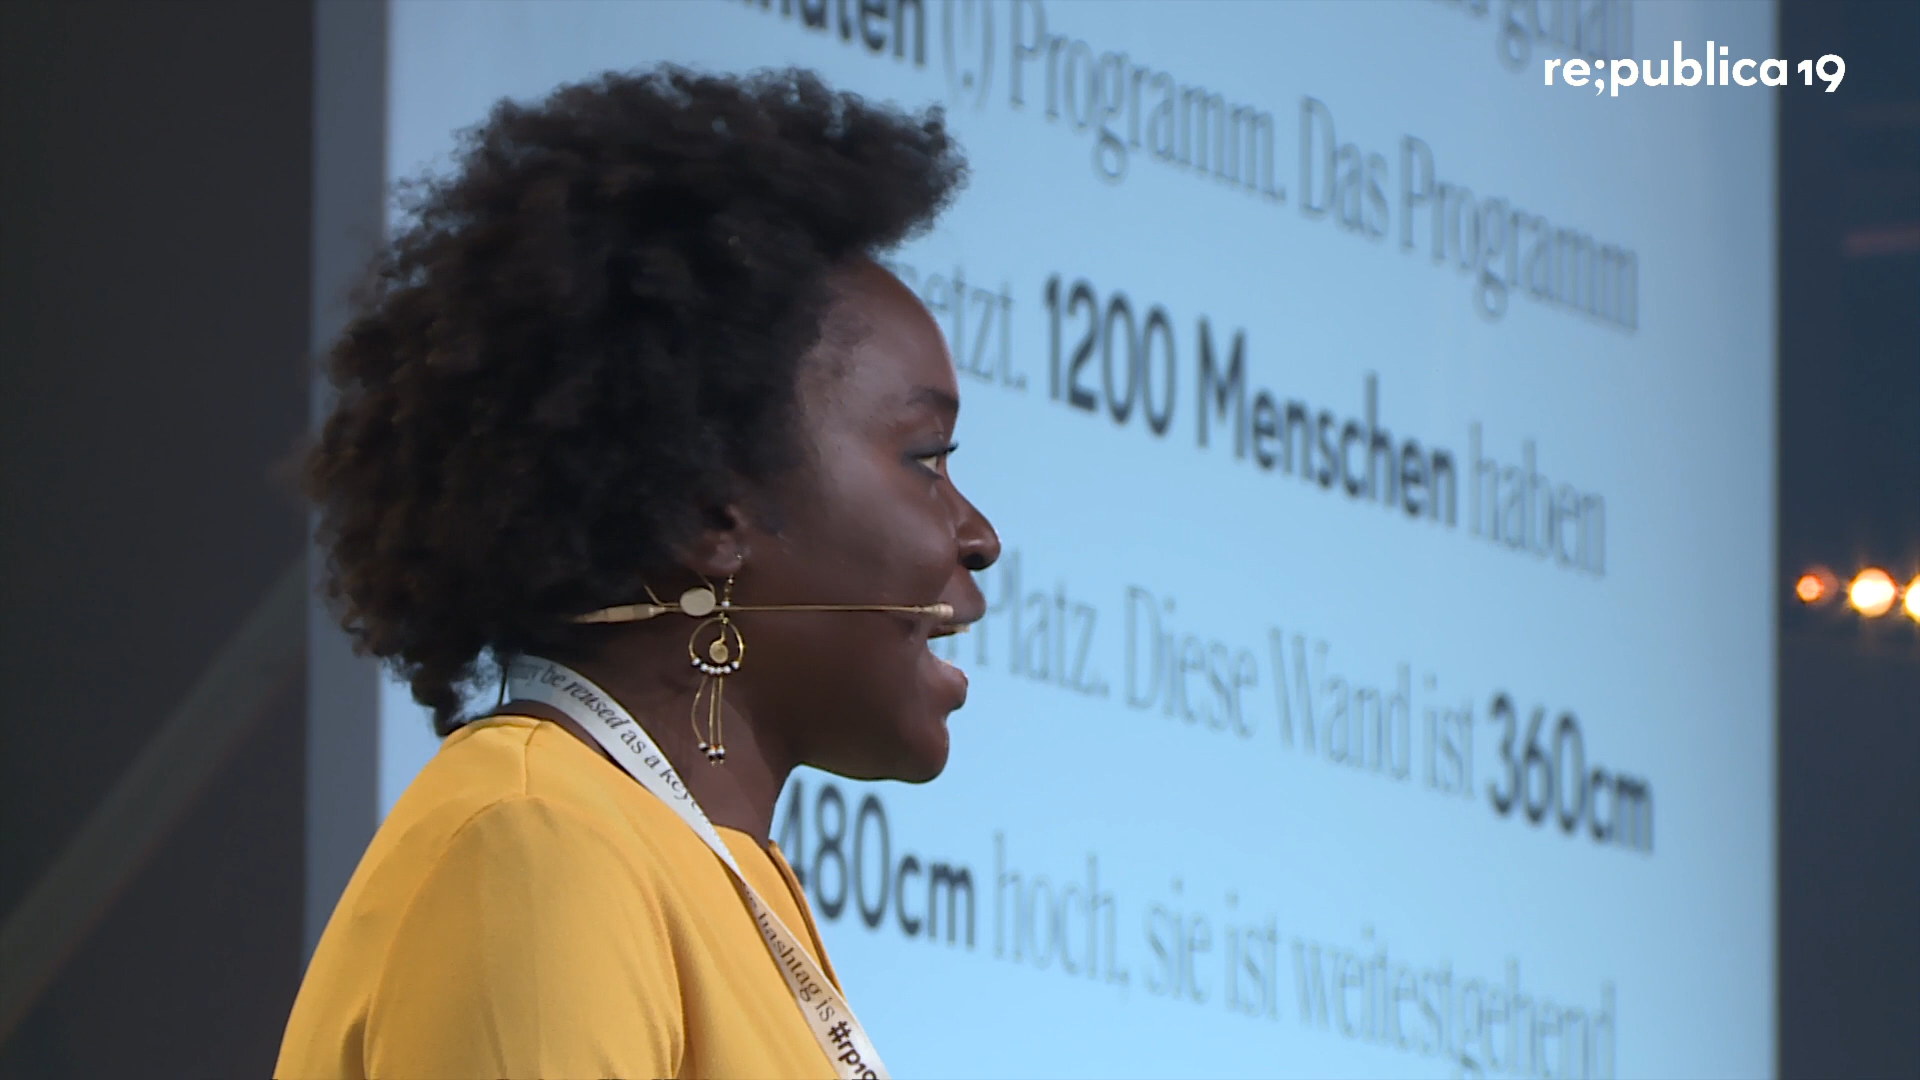 re;publica 19
Programm. Das Programm
1200 Menschen haben
Platz. Diese Wand ist 360cm
480cm hoch, sie ist weitestgehend
be reused as a
hashtag is
#rp19